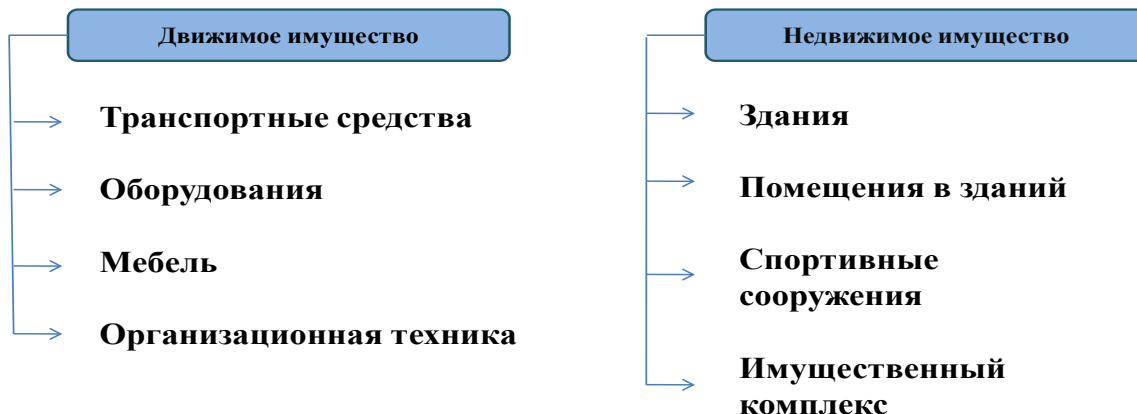 Движимое имущество
Транспортные средства
Оборудования
Мебель
Организационная техника
Недвижимое имущество
Здания
Помещения в зданий
Спортивные
сооружения
Имущественный
комплекс